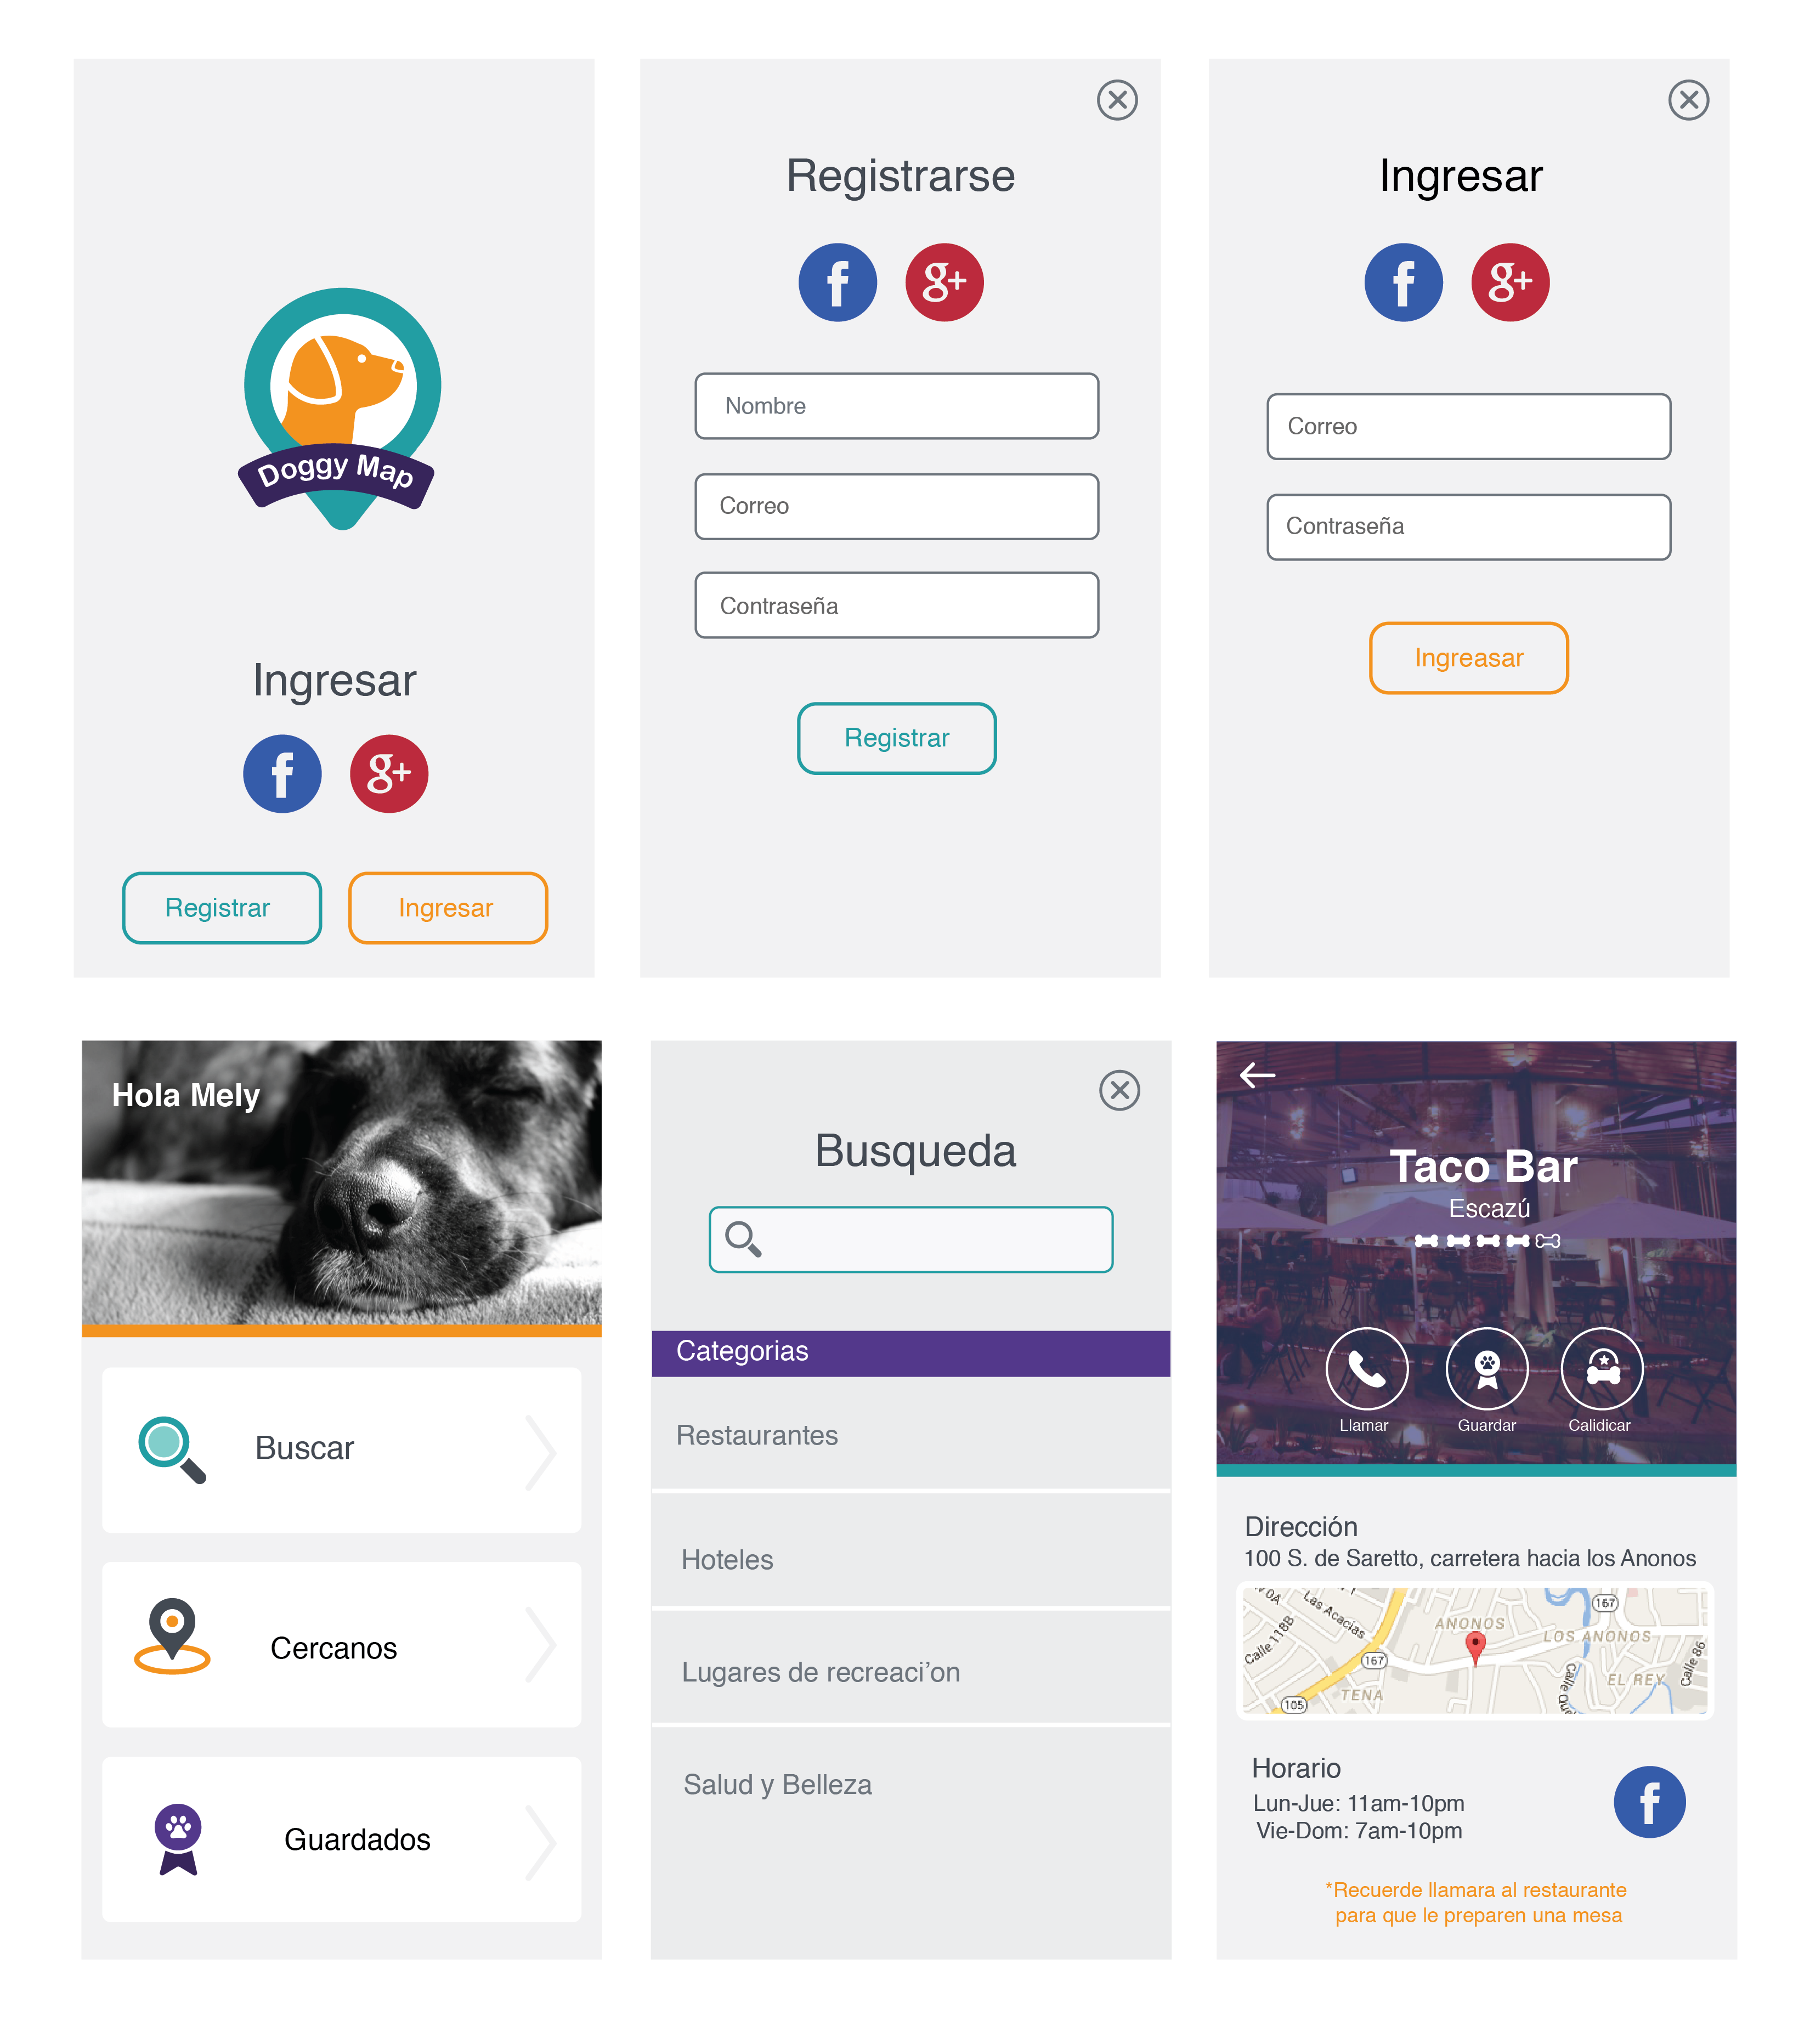 Doggy Map
Ingresar
f g+
Registrar
Ingresar
Registrarse
f g+
Nombre
Correo
Contraseña
Registrar
Ingresar
f g+
Correo
Contraseña
Ingreasar
Hola Mely
Buscar
Cercanos
Guardados
Busqueda
Categorias
Restaurantes
Hoteles
Lugares de recreaci’on
Salud y Belleza
Taco Bar
Escazú
Llamar
Guardar
Calidicar
Dirección
100 S. de Saretto, carretera hacia los Anonos
Las Acacias
Calle 118B
ANONOS
167
LOS ANONOS
167
Calle 86
EL REY
TENA
105
Horario
Lun-Jue: 11am-10pm
Vie-Dom: 7am-10pm
f
*Recuerde llamara al restaurante
para que le preparen una mesa